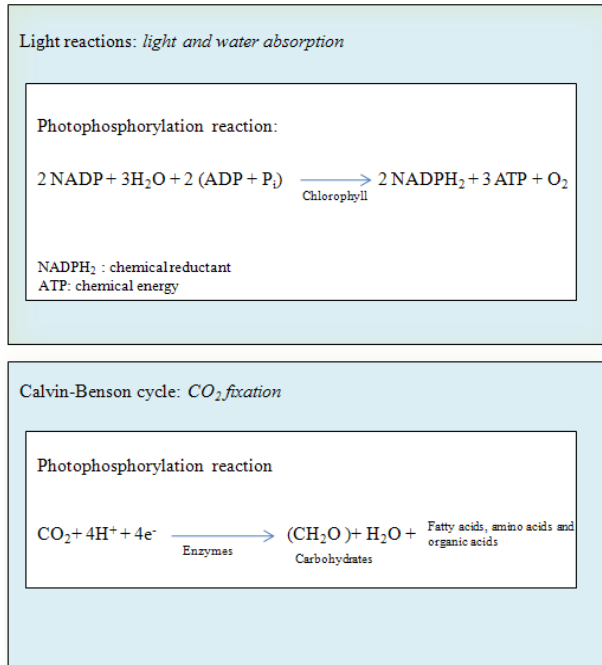 Light reactions: light and water absorption
Photophosphorylation reaction:
2 NADP + 3H₂O + 2 (ADP + Pᵢ) ⟶ 2 NADPH₂ + 3 ATP + O₂
Chlorophyll
NADPH₂ : chemical reductant
ATP: chemical energy
Calvin-Benson cycle: CO₂ fixation
Photophosphorylation reaction
CO₂+ 4H⁺ + 4e⁻ ⟶ (CH₂O )+ H₂O + Fatty acids, amino acids and
organic acids
Enzymes Carbohydrates